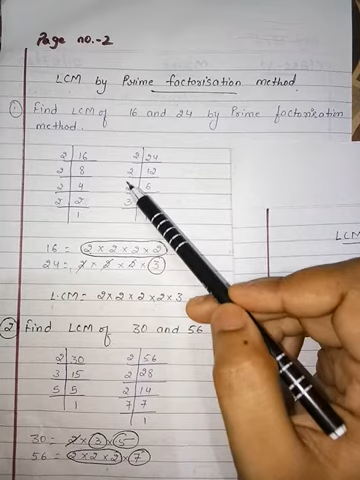 Page no.-2
LCM by Prime factorisation method.
① Find LCM of 16 and 24 by Prime factorisation
method.
2 | 16    2 | 24
2 | 8    2 | 12
2 | 4    6
2 | 2    3
1
16 = 2 × 2 × 2 × 2
24 = 2 × 2 × 2 × 3
L.CM = 2×2×2×2×3
② Find LCM of 30 and 56
2 | 30    2 | 56
3 | 15    2 | 28
5 | 5    2 | 14
1    7 | 7
1
30 = 2 × 3 × 5
56 = 2 × 2 × 2 × 7